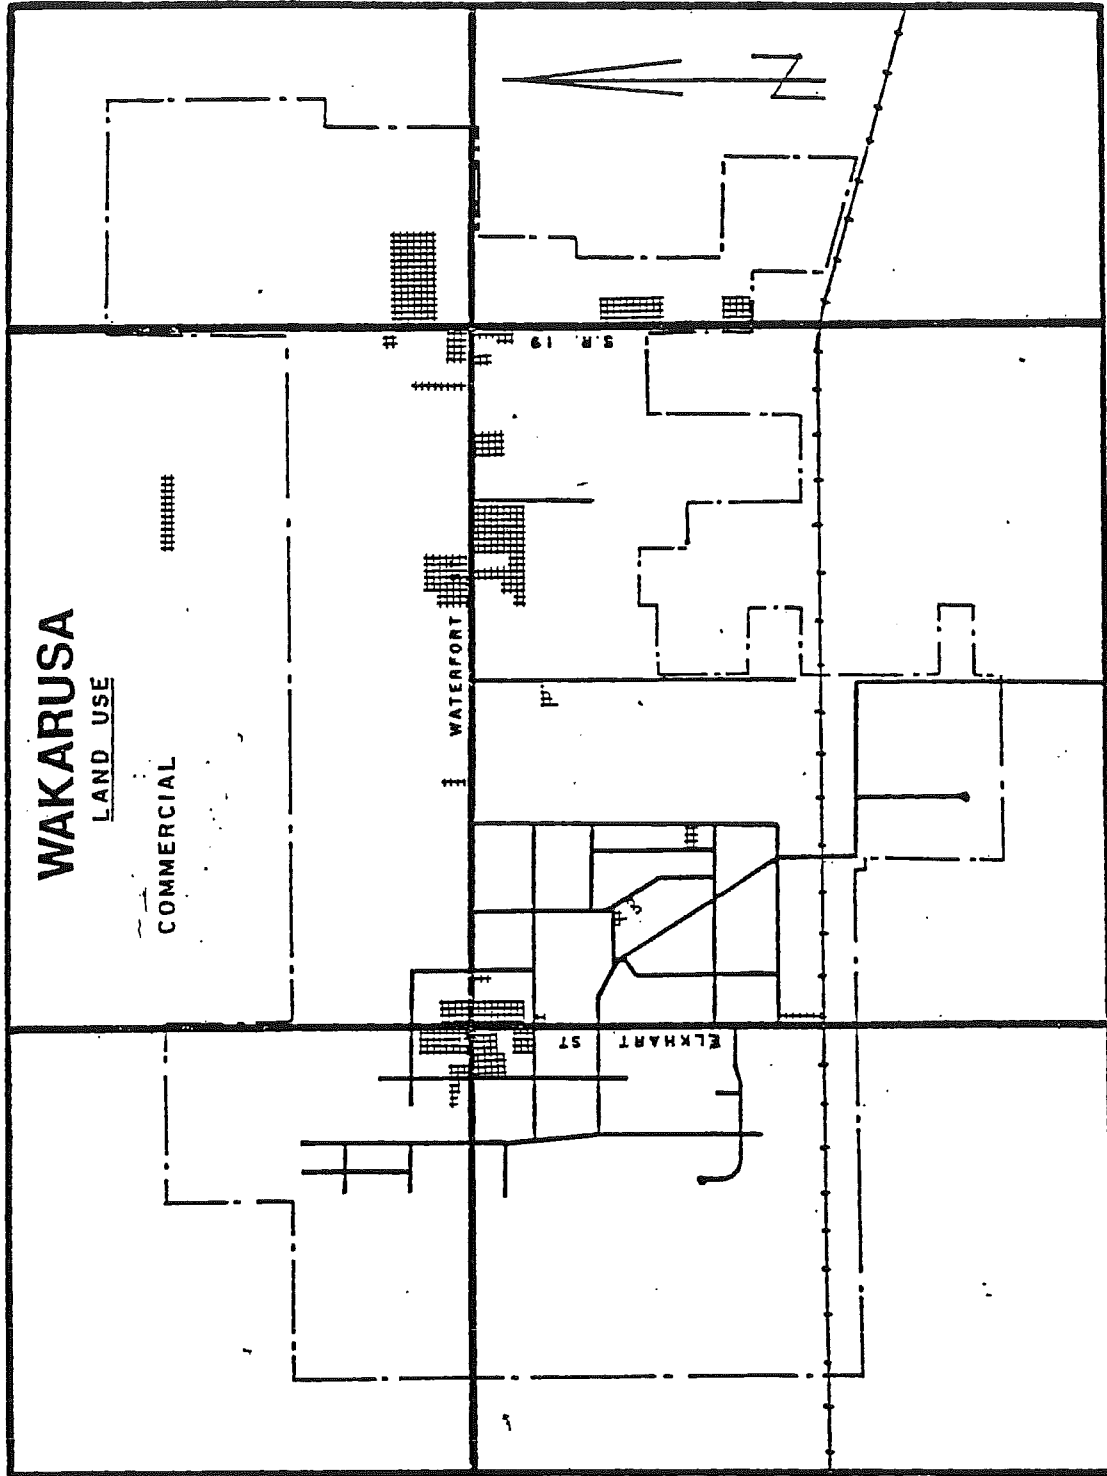 WAKARUSA
LAND USE
COMMERCIAL
WATERFORT
S.R. 19
ELKHART ST
N